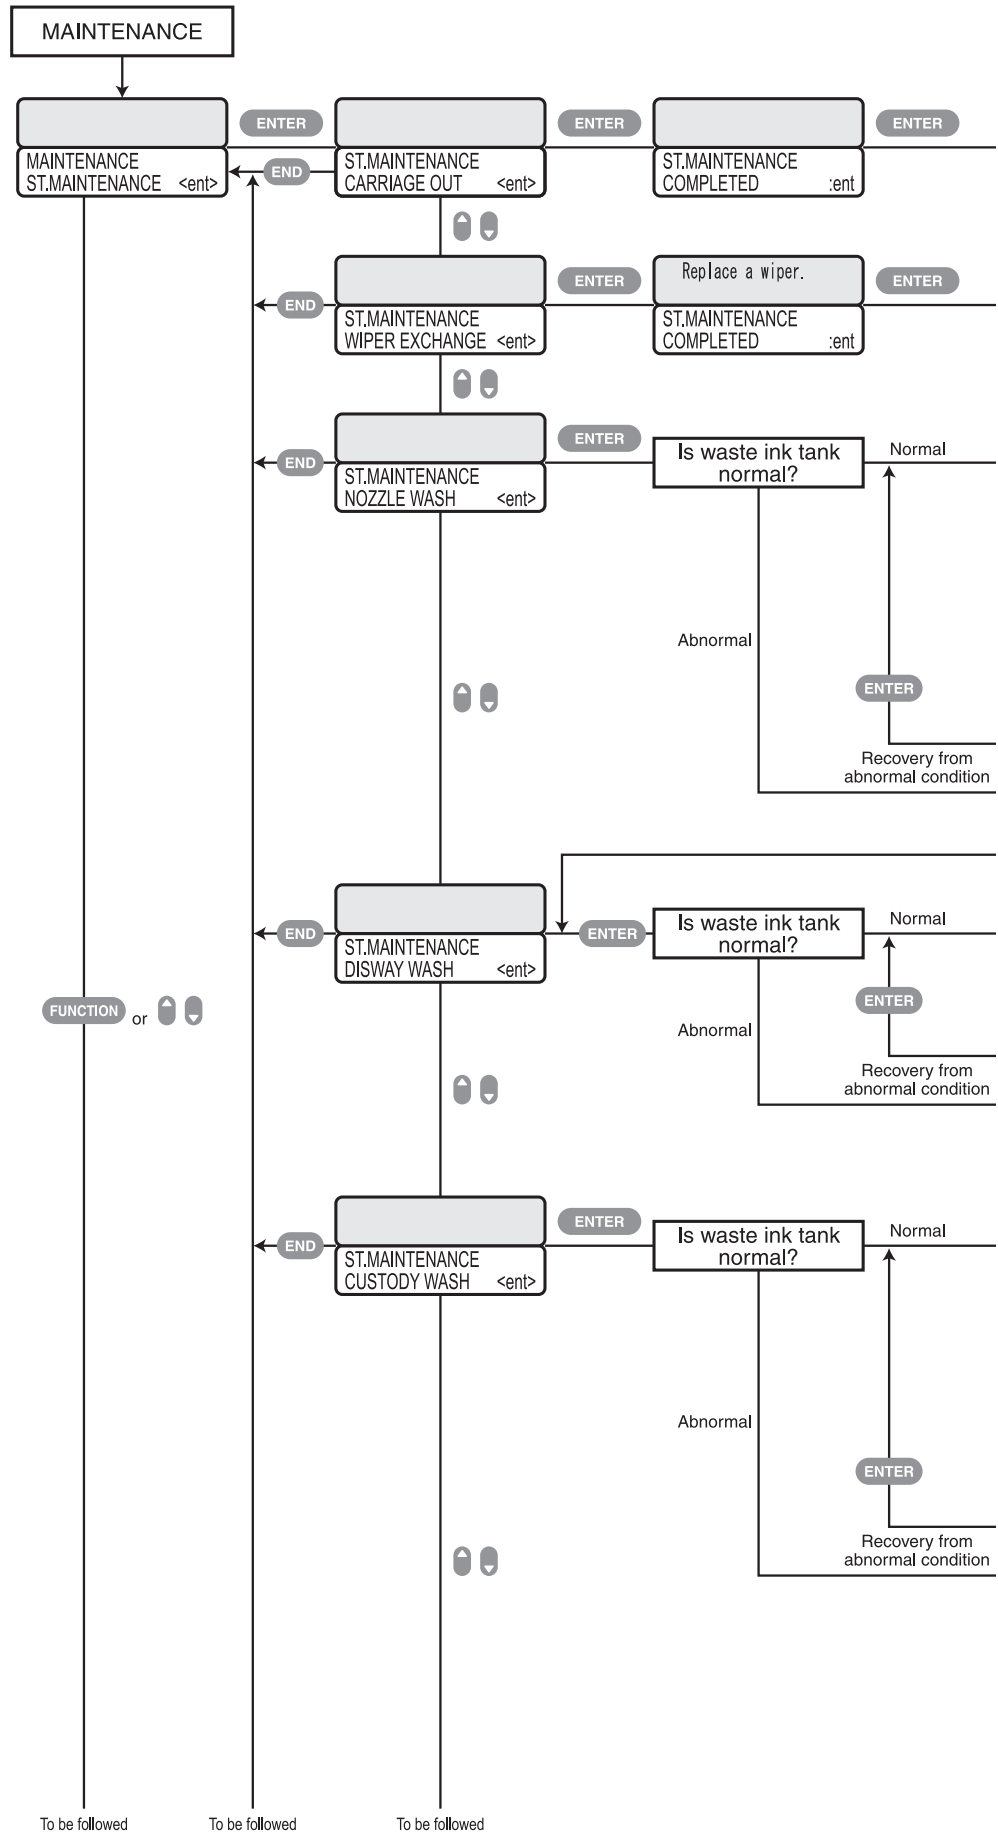 MAINTENANCE
ENTER
ENTER
ENTER
MAINTENANCE
ST.MAINTENANCE <ent>
END
ST.MAINTENANCE
CARRIAGE OUT <ent>
ST.MAINTENANCE
COMPLETED :ent
Replace a wiper.
ENTER
ENTER
END
ST.MAINTENANCE
WIPER EXCHANGE <ent>
ST.MAINTENANCE
COMPLETED :ent
ENTER
END
ST.MAINTENANCE
NOZZLE WASH <ent>
Is waste ink tank
normal?
Normal
Abnormal
ENTER
Recovery from
abnormal condition
END
ST.MAINTENANCE
DISWAY WASH <ent>
ENTER
Is waste ink tank
normal?
Normal
FUNCTION or
Abnormal
ENTER
Recovery from
abnormal condition
ENTER
END
ST.MAINTENANCE
CUSTODY WASH <ent>
Is waste ink tank
normal?
Normal
Abnormal
ENTER
Recovery from
abnormal condition
To be followed
To be followed
To be followed